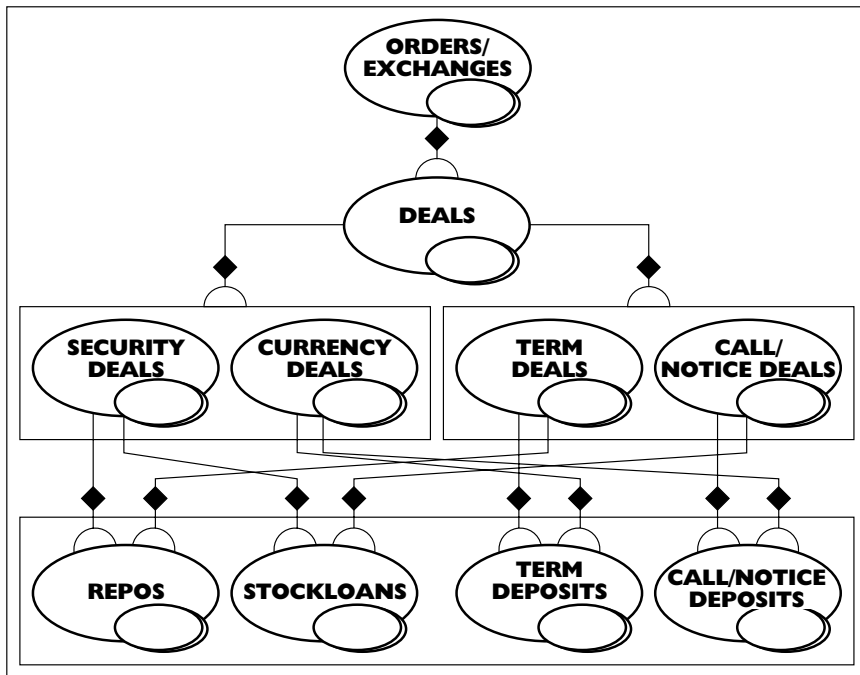 ORDERS/
EXCHANGES
DEALS
SECURITY
DEALS
CURRENCY
DEALS
TERM
DEALS
CALL/
NOTICE DEALS
REPOS
STOCKLOANS
TERM
DEPOSITS
CALL/NOTICE
DEPOSITS